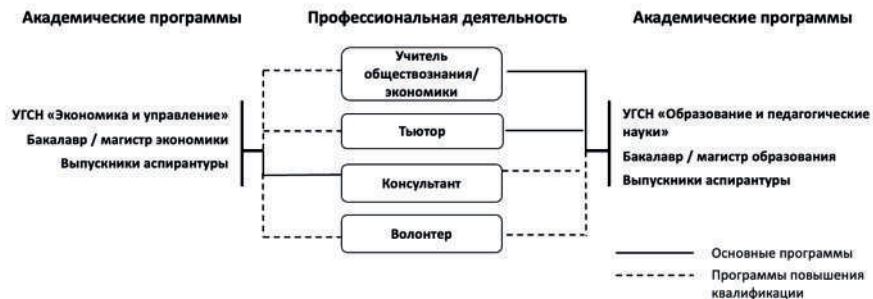 Академические программы
Профессиональная деятельность
Академические программы
УГСН «Экономика и управление»
Бакалавр / магистр экономики
Выпускники аспирантуры
Учитель
обществознания/
экономики
Тьютор
Консультант
Волонтер
УГСН «Образование и педагогические
науки»
Бакалавр / магистр образования
Выпускники аспирантуры
Основные программы
Программы повышения
квалификации